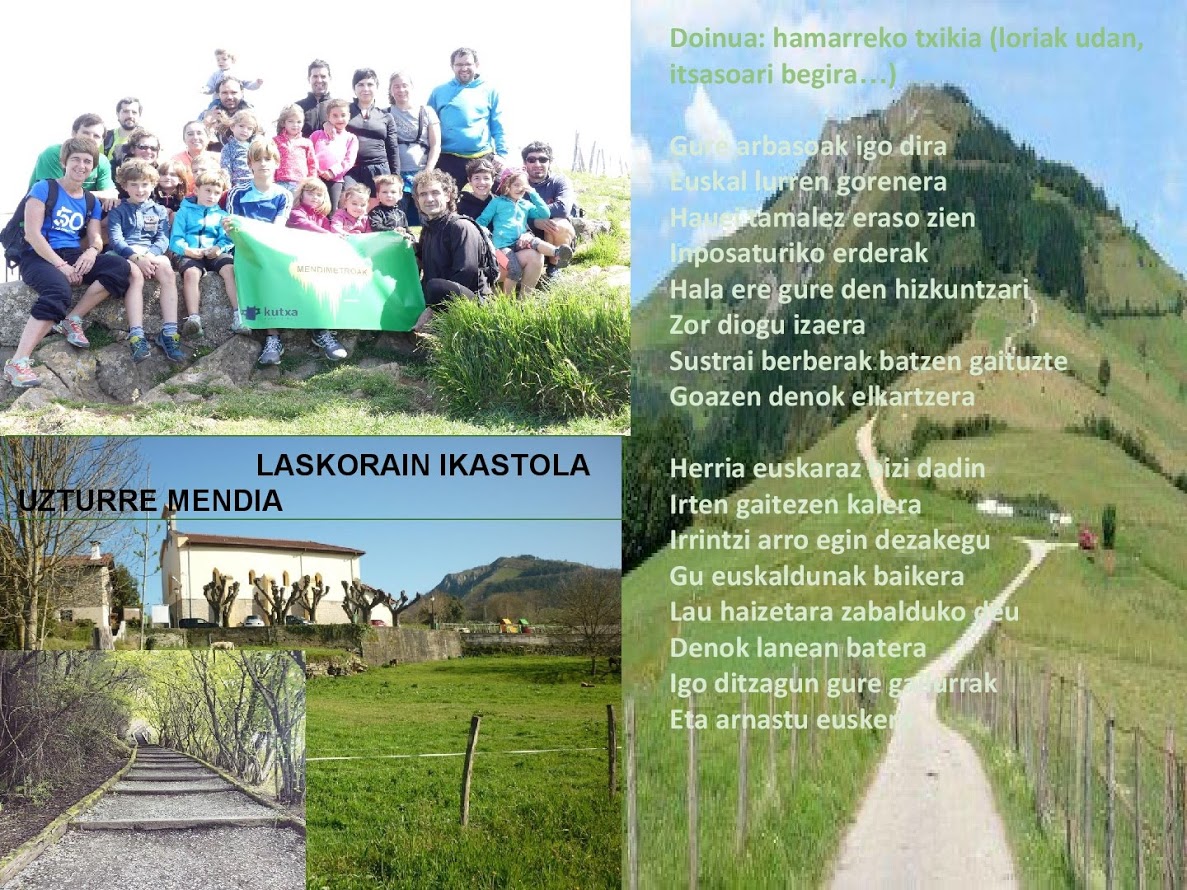 MENDIMETROAK
kutxa
LASKORAIN IKASTOLA
UZTURRE MENDIA
Doinua: hamarreko txikia (loriak udan,
itsasoari begira…)
Gure arbasoak igo dira
Euskal lurren gorenera
Haugi tamalez eraso zien
Inposaturiko erderak
Hala ere gure den hizkuntzari
Zor diogu izaera
Sustrai berberak batzen gaituzte
Goazen denok elkartzera
Herria euskaraz bizi dadin
Irten gaitezen kalera
Irrintzi arro egin dezakegu
Gu euskaldunak baikera
Lau haizetara zabalduko deu
Denok lanean batera
Igo ditzagun gure gailurrak
Eta arnastu euskera